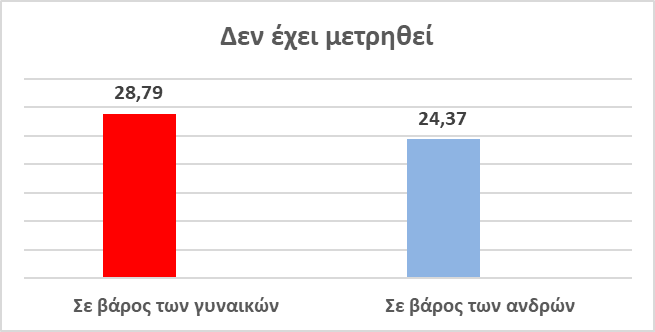 Δεν έχει μετρηθεί
28,79
24,37
Σε βάρος των γυναικών
Σε βάρος των ανδρών